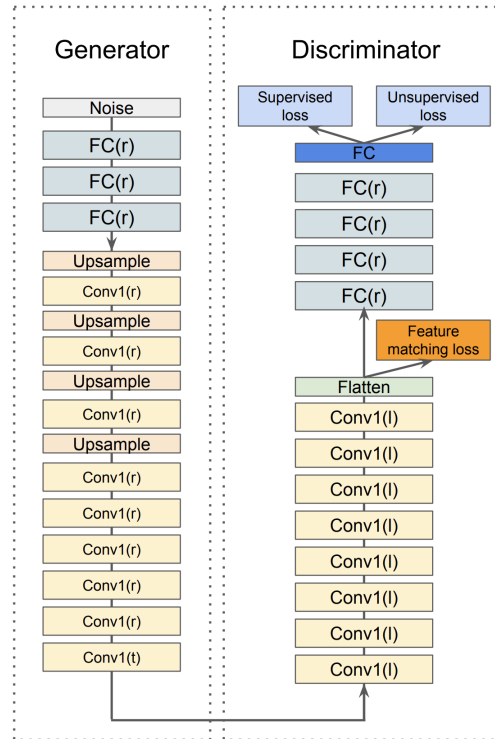 Generator
Noise
FC(r)
FC(r)
FC(r)
Upsample
Conv1(r)
Upsample
Conv1(r)
Upsample
Conv1(r)
Upsample
Conv1(r)
Conv1(r)
Conv1(r)
Conv1(r)
Conv1(r)
Conv1(t)
Discriminator
Supervised
loss
Unsupervised
loss
FC
FC(r)
FC(r)
FC(r)
FC(r)
Feature
matching loss
Flatten
Conv1(l)
Conv1(l)
Conv1(l)
Conv1(l)
Conv1(l)
Conv1(l)
Conv1(l)
Conv1(l)